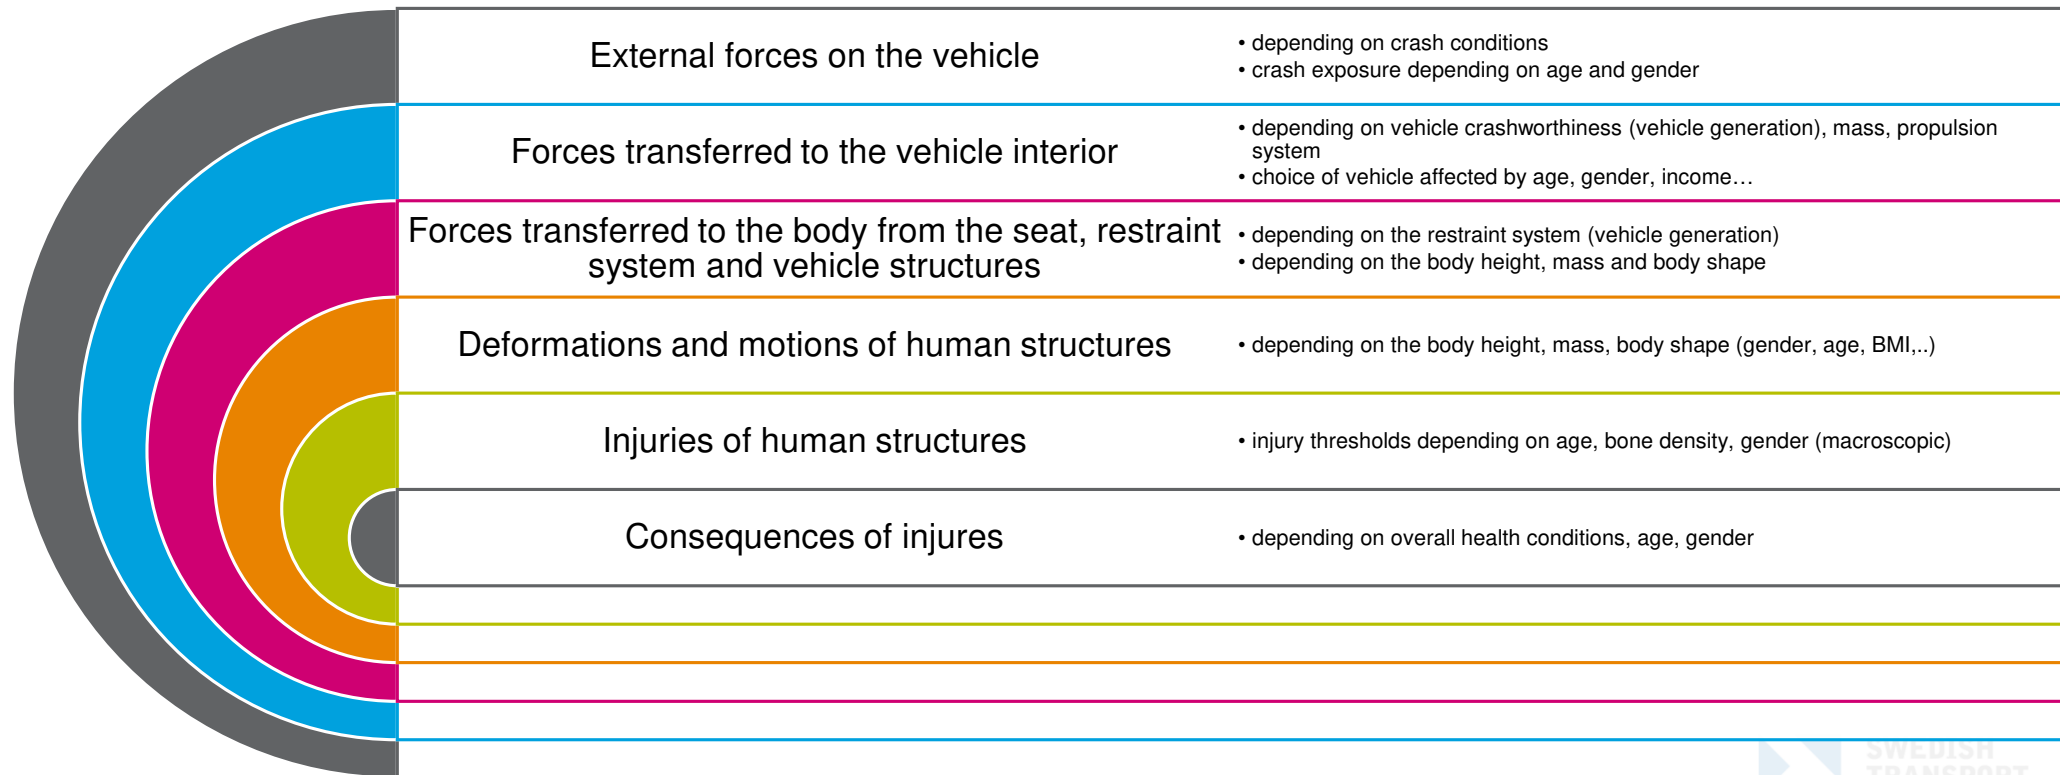 External forces on the vehicle
• depending on crash conditions
• crash exposure depending on age and gender
Forces transferred to the vehicle interior
• depending on vehicle crashworthiness (vehicle generation), mass, propulsion
system
• choice of vehicle affected by age, gender, income…
Forces transferred to the body from the seat, restraint
system and vehicle structures
• depending on the restraint system (vehicle generation)
• depending on the body height, mass and body shape
Deformations and motions of human structures
• depending on the body height, mass, body shape (gender, age, BMI,..)
Injuries of human structures
• injury thresholds depending on age, bone density, gender (macroscopic)
Consequences of injures
• depending on overall health conditions, age, gender
SWEDISH
TRANSPORT